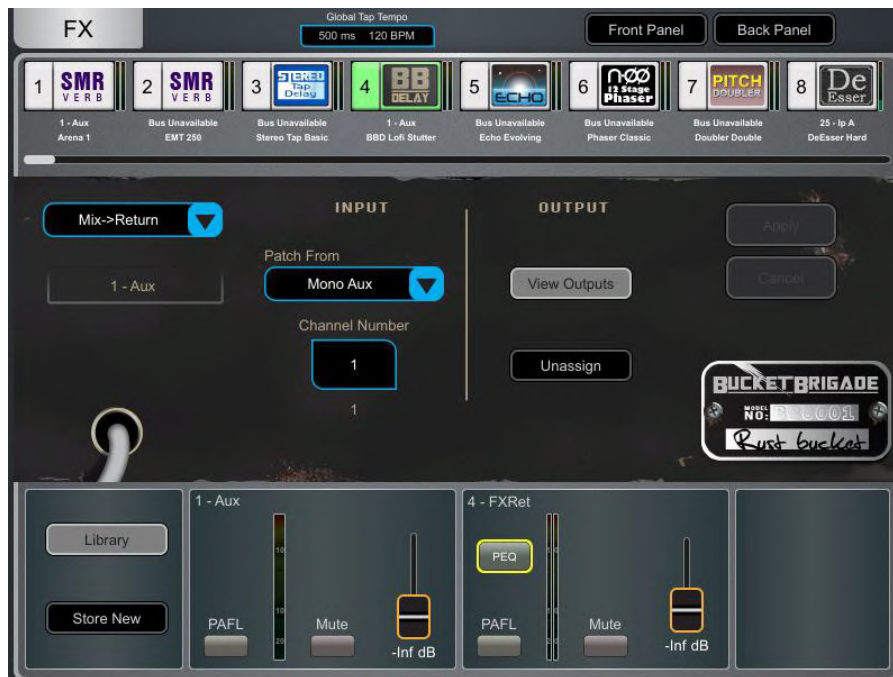 FX
Global Tap Tempo
500 ms 120 BPM
Front Panel
Back Panel
1 SMR VERB
2 SMR VERB
3 STEREO Tap Delay
4 BB DELAY
5 ECHO
6 n00 12 Stage Phaser
7 PITCH DOUBLER
8 De Esser
1 - Aux
Arena 1
Bus Unavailable
EMT 250
Bus Unavailable
Stereo Tap Basic
1 - Aux
BBD Lofi Stutter
Bus Unavailable
Echo Evolving
Bus Unavailable
Phaser Classic
Bus Unavailable
Doubler Double
25 - Ip A
DeEsser Hard
Mix->Return
1 - Aux
INPUT
Patch From
Mono Aux
Channel Number
1
1
OUTPUT
View Outputs
Unassign
Apply
Cancel
BUCKETBRIGADE
MODEL NO:
Rust bucket
Library
Store New
1 - Aux
10
10
20
PAFL
Mute
-Inf dB
4 - FXRet
PEQ
PAFL
Mute
-Inf dB